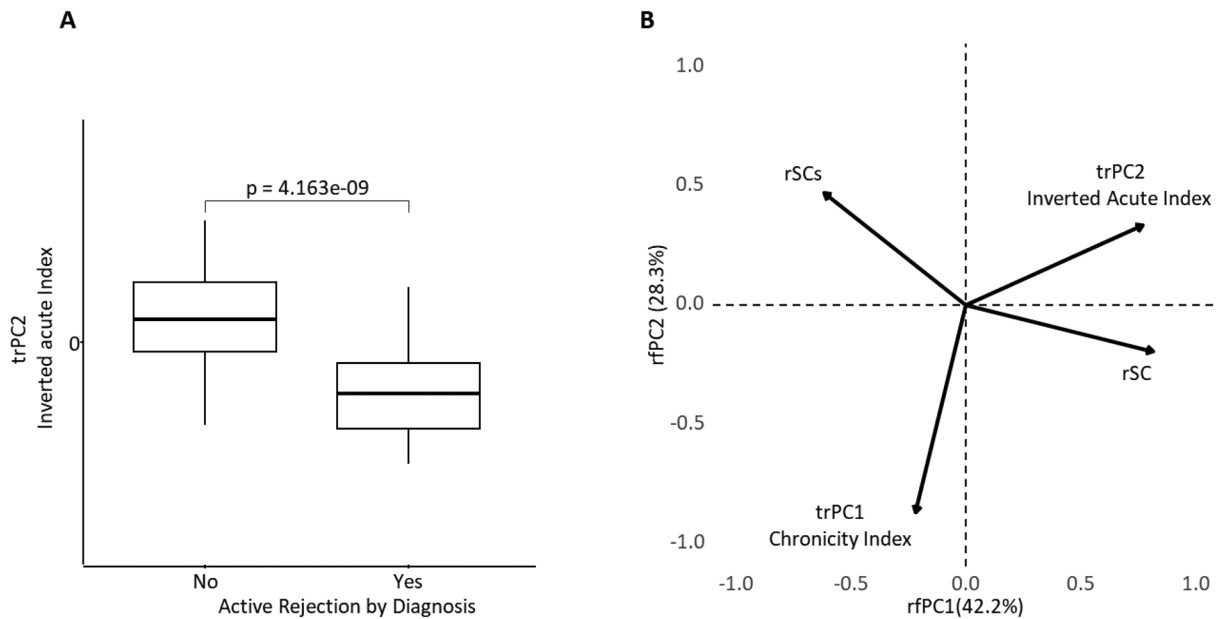 A
trPC2
Inverted acute Index
0
p = 4.163e-09
No
Yes
Active Rejection by Diagnosis
B
rfPC2 (28.3%)
1.0
0.5
0.0
-0.5
-1.0
rSCs
trPC2
Inverted Acute Index
rSC
trPC1
Chronicity Index
-1.0
-0.5
0.0
0.5
1.0
rfPC1(42.2%)